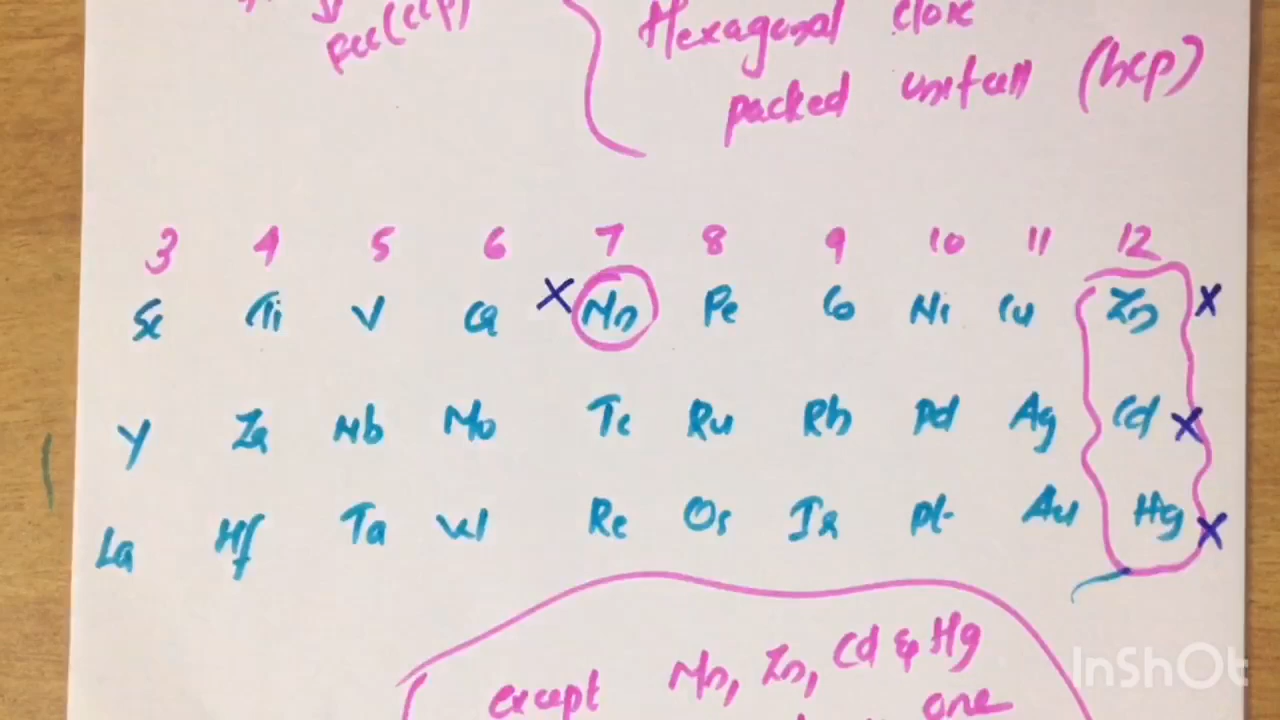 fcc(ccp)
Hexagonal close
packed unitcell (hcp)
3 4 5 6 7 8 9 10 11 12
Sc Ti V Ca x Mn Fe Co Ni Cu Zn x
Y Za Nb Mo Tc Ru Rh Pd Ag Cd x
La Hf Ta W Re Os Ir Pt Au Hg x
except Mn, Zn, Cd & Hg
one
InShOt